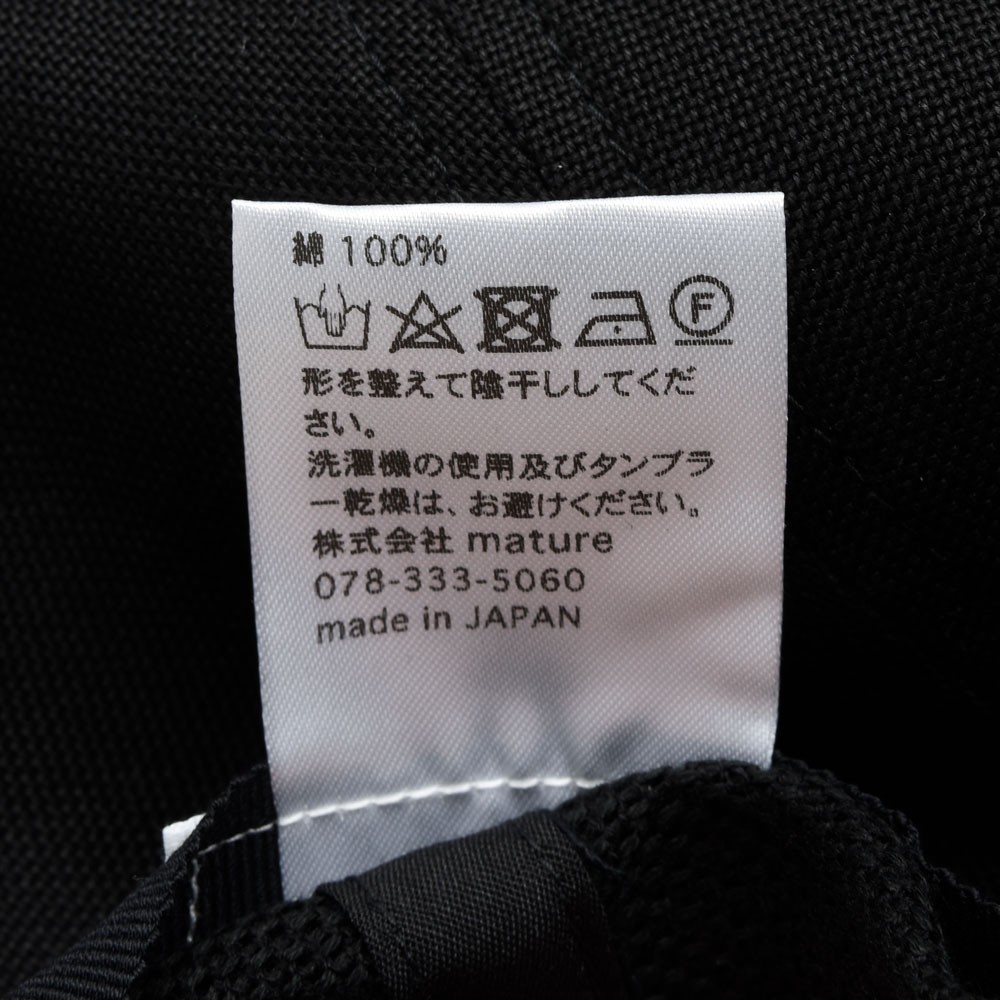 綿 100%
F
形を整えて陰干ししてくだ
さい。
洗濯機の使用及びタンブラ
ー乾燥は、お避けください。
株式会社 mature
078-333-5060
made in JAPAN